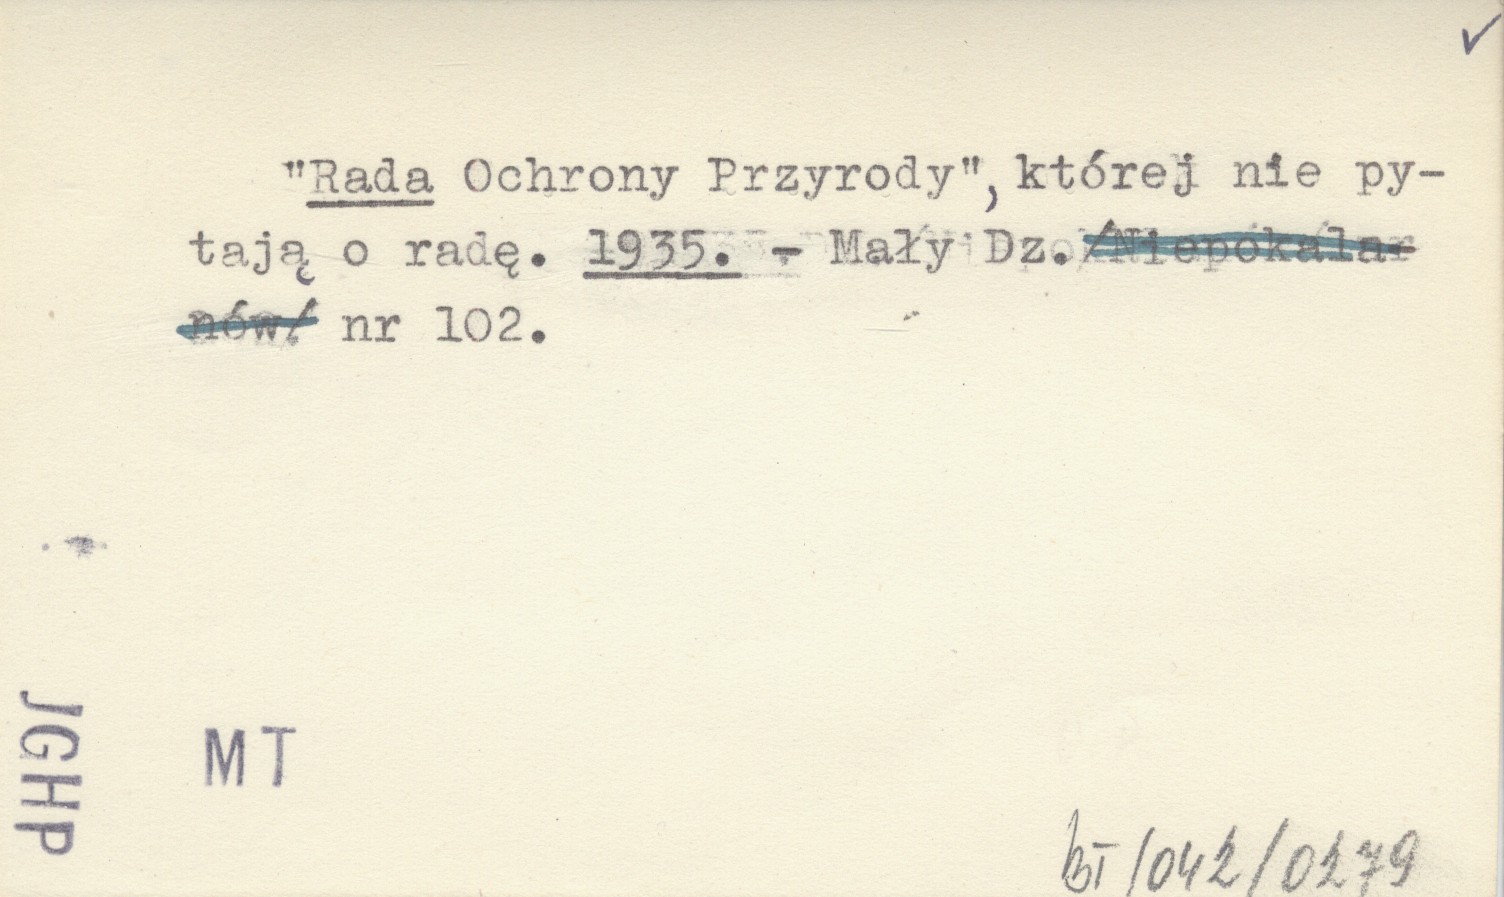 "Rada Ochrony Przyrody", której nie py-
tają o radę. 1935. - Mały Dz. /Niepokala-
nów/ nr 102.
JGHP
MT
BI/042/0279